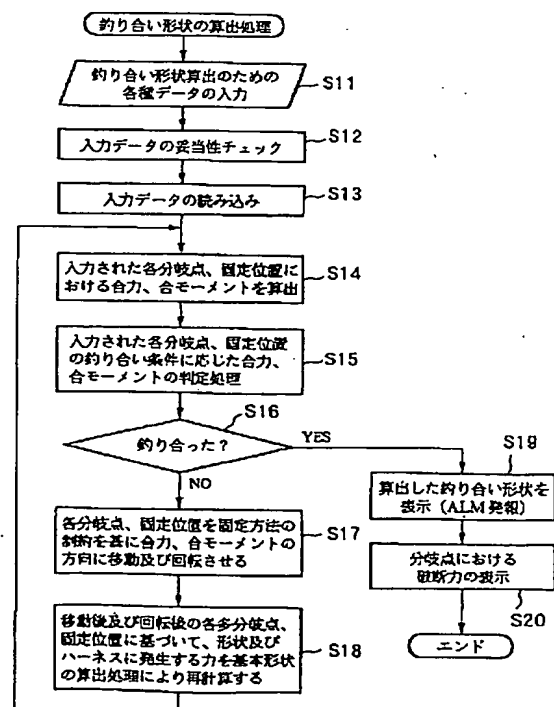 釣り合い形状の算出処理
釣り合い形状算出のための
各種データの入力
S11
入力データの妥当性チェック
S12
入力データの読み込み
S13
入力された各分岐点、固定位置に
おける合力、合モーメントを算出
S14
入力された各分岐点、固定位置
の釣り合い条件に応じた合力、
合モーメントの判定処理
S15
釣り合った?
S16
YES
NO
各分岐点、固定位置を固定方法の
制約を基に合力、合モーメントの
方向に移動及び回転させる
S17
移動後及び回転後の各多分岐点、
固定位置に基づいて、形状及び
ハーネスに発生する力を基本形状
の算出処理により再計算する
S18
算出した釣り合い形状を
表示(ALM発報)
S19
分岐点における
破断力の表示
S20
エンド